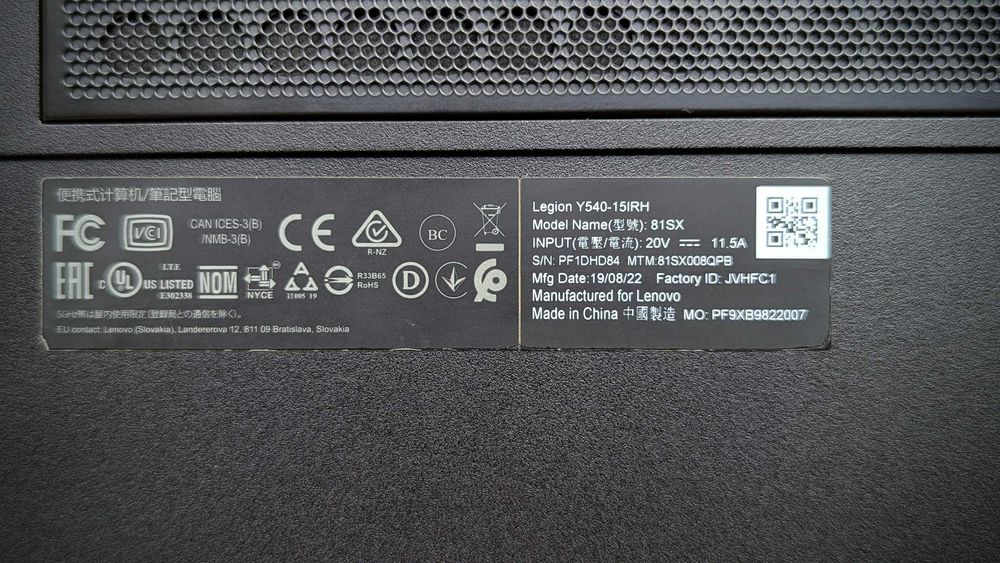 便携式计算机/筆記型電腦
FC
CAN ICES-3(B)
/NMB-3(B)
CE
R-NZ
BC
EAC
C UL US LISTED
I.T.E.
E302338
NOM
NYCE
R33B65
RoHS
D
5GHz帯は屋内使用限定 (登録局との通信を除く)。
EU contact: Lenovo (Slovakia), Landererova 12, 811 09 Bratislava, Slovakia
Legion Y540-15IRH
Model Name(型號): 81SX
INPUT(電壓/電流): 20V ⎓ 11.5A
S/N: PF1DHD84 MTM:81SX008QPB
Mfg Date:19/08/22 Factory ID: JVHFC1
Manufactured for Lenovo
Made in China 中國製造 MO: PF9XB9822007